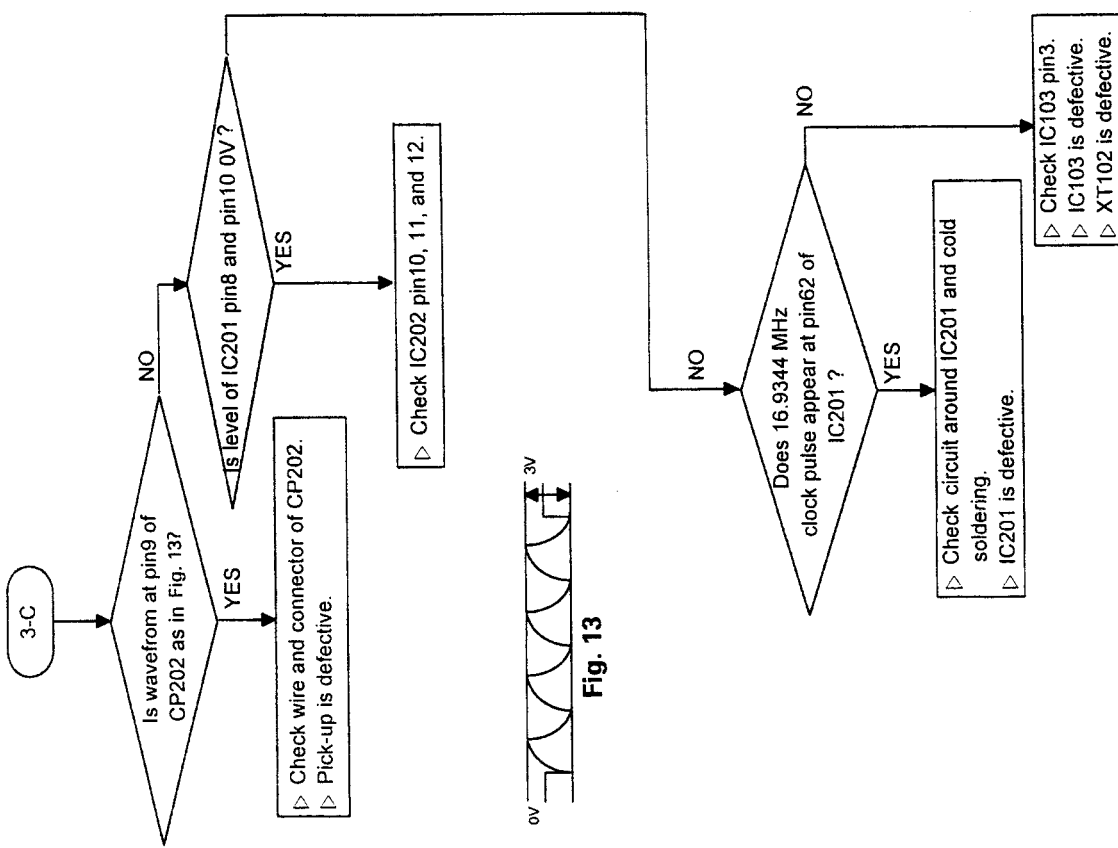 3-C
Is wavefrom at pin9 of
CP202 as in Fig. 13?
NO
YES
▷ Check wire and connector of CP202.
▷ Pick-up is defective.
Is level of IC201 pin8 and pin10 0V ?
YES
▷ Check IC202 pin10, 11, and 12.
NO
Does 16.9344 MHz
clock pulse appear at pin62 of
IC201 ?
NO
YES
▷ Check circuit around IC201 and cold
soldering.
▷ IC201 is defective.
▷ Check IC103 pin3.
▷ IC103 is defective.
▷ XT102 is defective.
0V
3V
Fig. 13